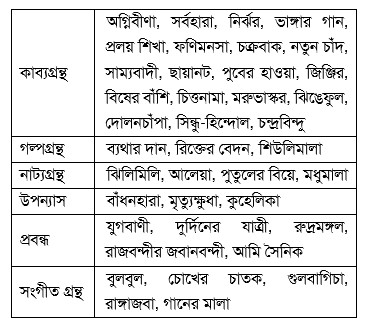 কাব্যগ্রন্থ
অগ্নিবীণা, সর্বহারা, নির্ঝর, ভাঙ্গার গান,
প্রলয় শিখা, ফণিমনসা, চক্রবাক, নতুন চাঁদ,
সাম্যবাদী, ছায়ানট, পুবের হাওয়া, জিঞ্জির,
বিষের বাঁশি, চিত্তনামা, মরুভাস্কর, ঝিঙেফুল,
দোলনচাঁপা, সিন্ধু-হিন্দোল, চন্দ্রবিন্দু
গল্পগ্রন্থ
ব্যথার দান, রিক্তের বেদন, শিউলিমালা
নাট্যগ্রন্থ
ঝিলিমিলি, আলেয়া, পুতুলের বিয়ে, মধুমালা
উপন্যাস
বাঁধনহারা, মৃত্যুক্ষুধা, কুহেলিকা
প্রবন্ধ
যুগবাণী, দুর্দিনের যাত্রী, রুদ্রমঙ্গল,
রাজবন্দীর জবানবন্দী, আমি সৈনিক
সংগীত গ্রন্থ
বুলবুল, চোখের চাতক, গুলবাগিচা,
রাঙ্গাজবা, গানের মালা